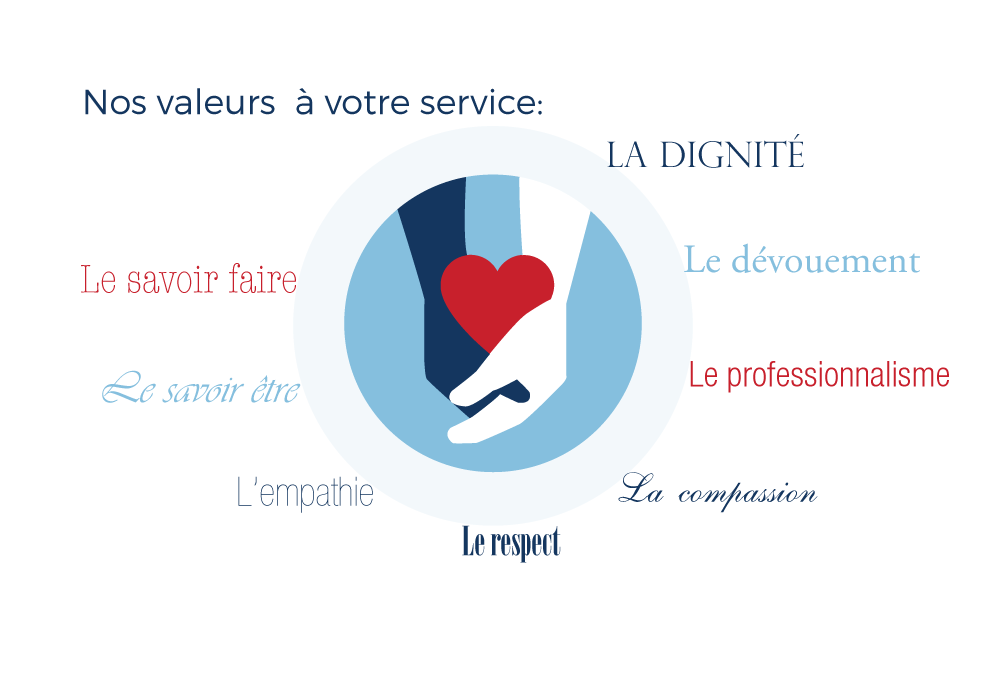 Nos valeurs à votre service:
LA DIGNITÉ
Le dévouement
Le savoir faire
Le professionnalisme
Le savoir être
L'empathie
La compassion
Le respect